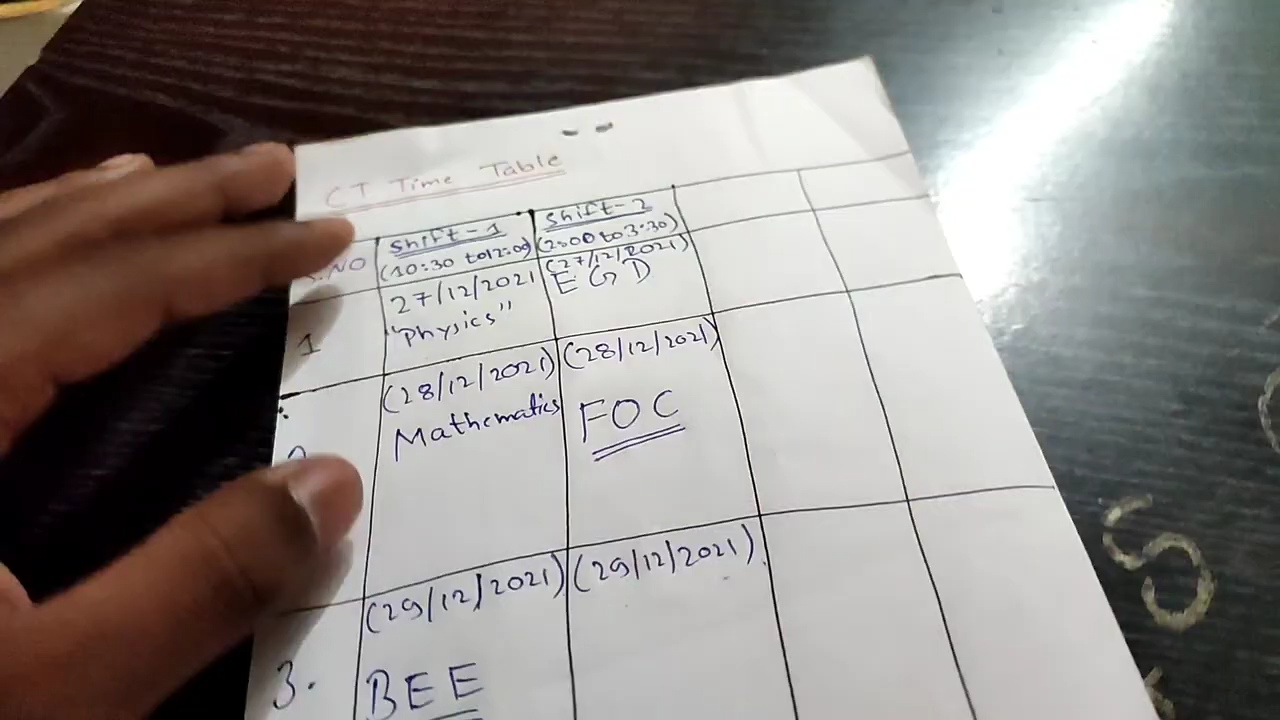 CT Time Table
S.NO
Shift-1
(10:30 to 12:00)
Shift-2
(2:00 to 3:30)
1
27/12/2021
"Physics"
(27/12/2021)
E G D
(28/12/2021)
Mathematics
(28/12/2021)
FOC
3.
(29/12/2021)
BEE
(29/12/2021)
5